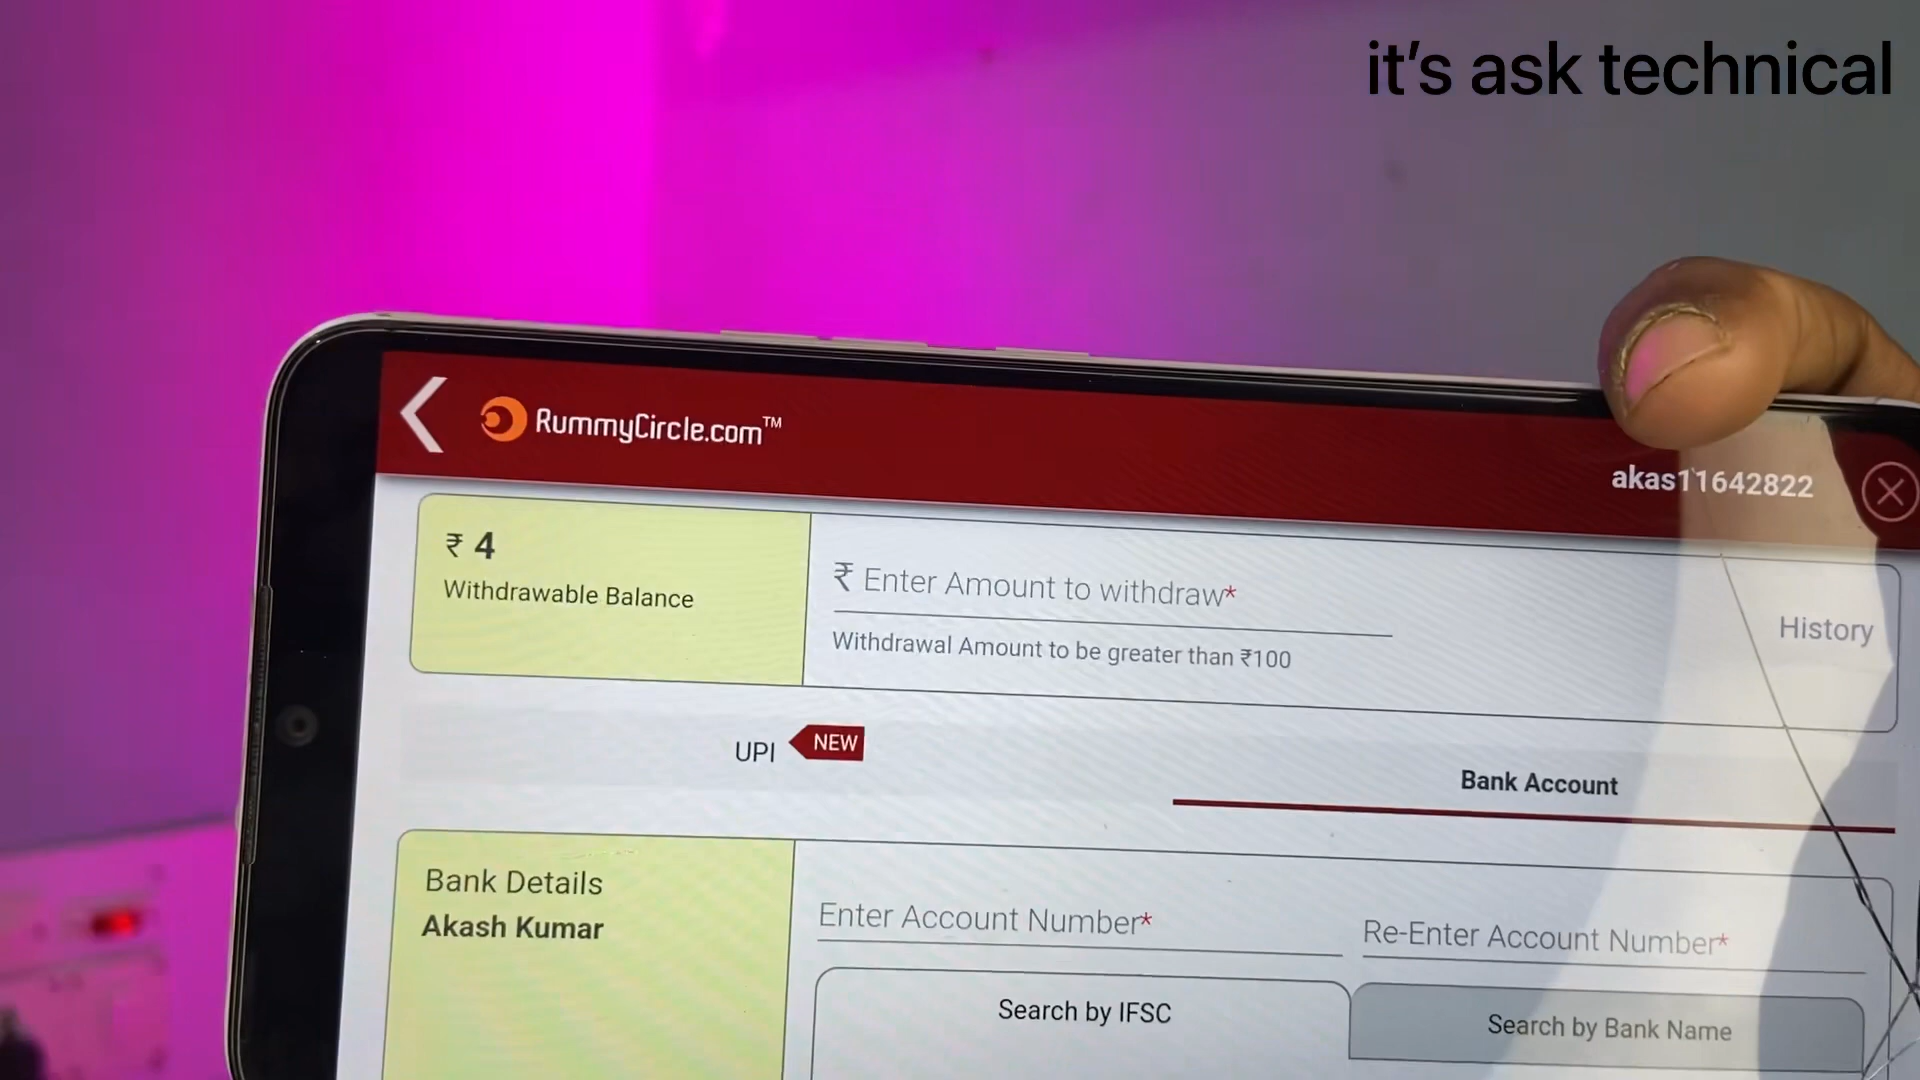 it's ask technical
RummyCircle.com™
akas11642822
₹ 4
Withdrawable Balance
₹ Enter Amount to withdraw*
Withdrawal Amount to be greater than ₹100
History
UPI
NEW
Bank Account
Bank Details
Akash Kumar
Enter Account Number*
Re-Enter Account Number*
Search by IFSC
Search by Bank Name